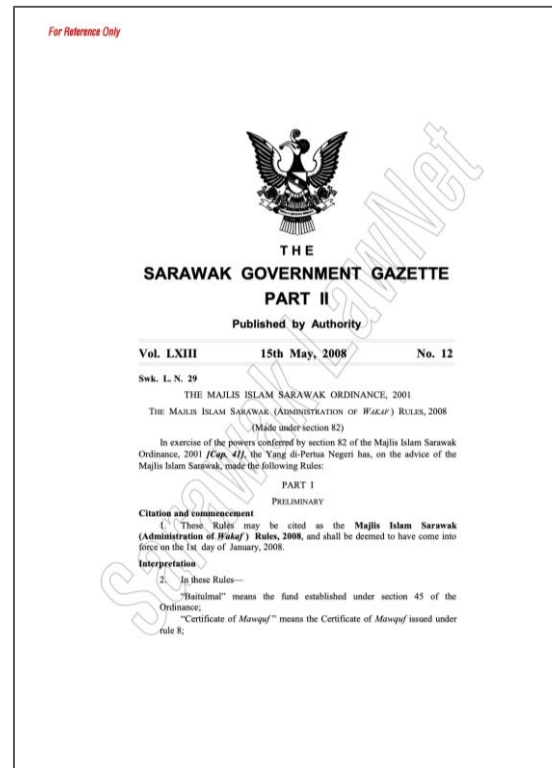 For Reference Only
THE
SARAWAK GOVERNMENT GAZETTE
PART II
Published by Authority
Vol. LXIII 15th May, 2008 No. 12
Swk. L. N. 29
THE MAJLIS ISLAM SARAWAK ORDINANCE, 2001
THE MAJLIS ISLAM SARAWAK (ADMINISTRATION OF WAKAF) RULES, 2008
(Made under section 82)
In exercise of the powers conferred by section 82 of the Majlis Islam Sarawak
Ordinance, 2001 [Cap. 41], the Yang di-Pertua Negeri has, on the advice of the
Majlis Islam Sarawak, made the following Rules:
PART I
PRELIMINARY
Citation and commencement
1. These Rules may be cited as the Majlis Islam Sarawak
(Administration of Wakaf) Rules, 2008, and shall be deemed to have come into
force on the 1st day of January, 2008.
Interpretation
2. In these Rules—
"Baitulmal" means the fund established under section 45 of the
Ordinance;
"Certificate of Mawquf" means the Certificate of Mawquf issued under
rule 8;
Sarawak LawNet